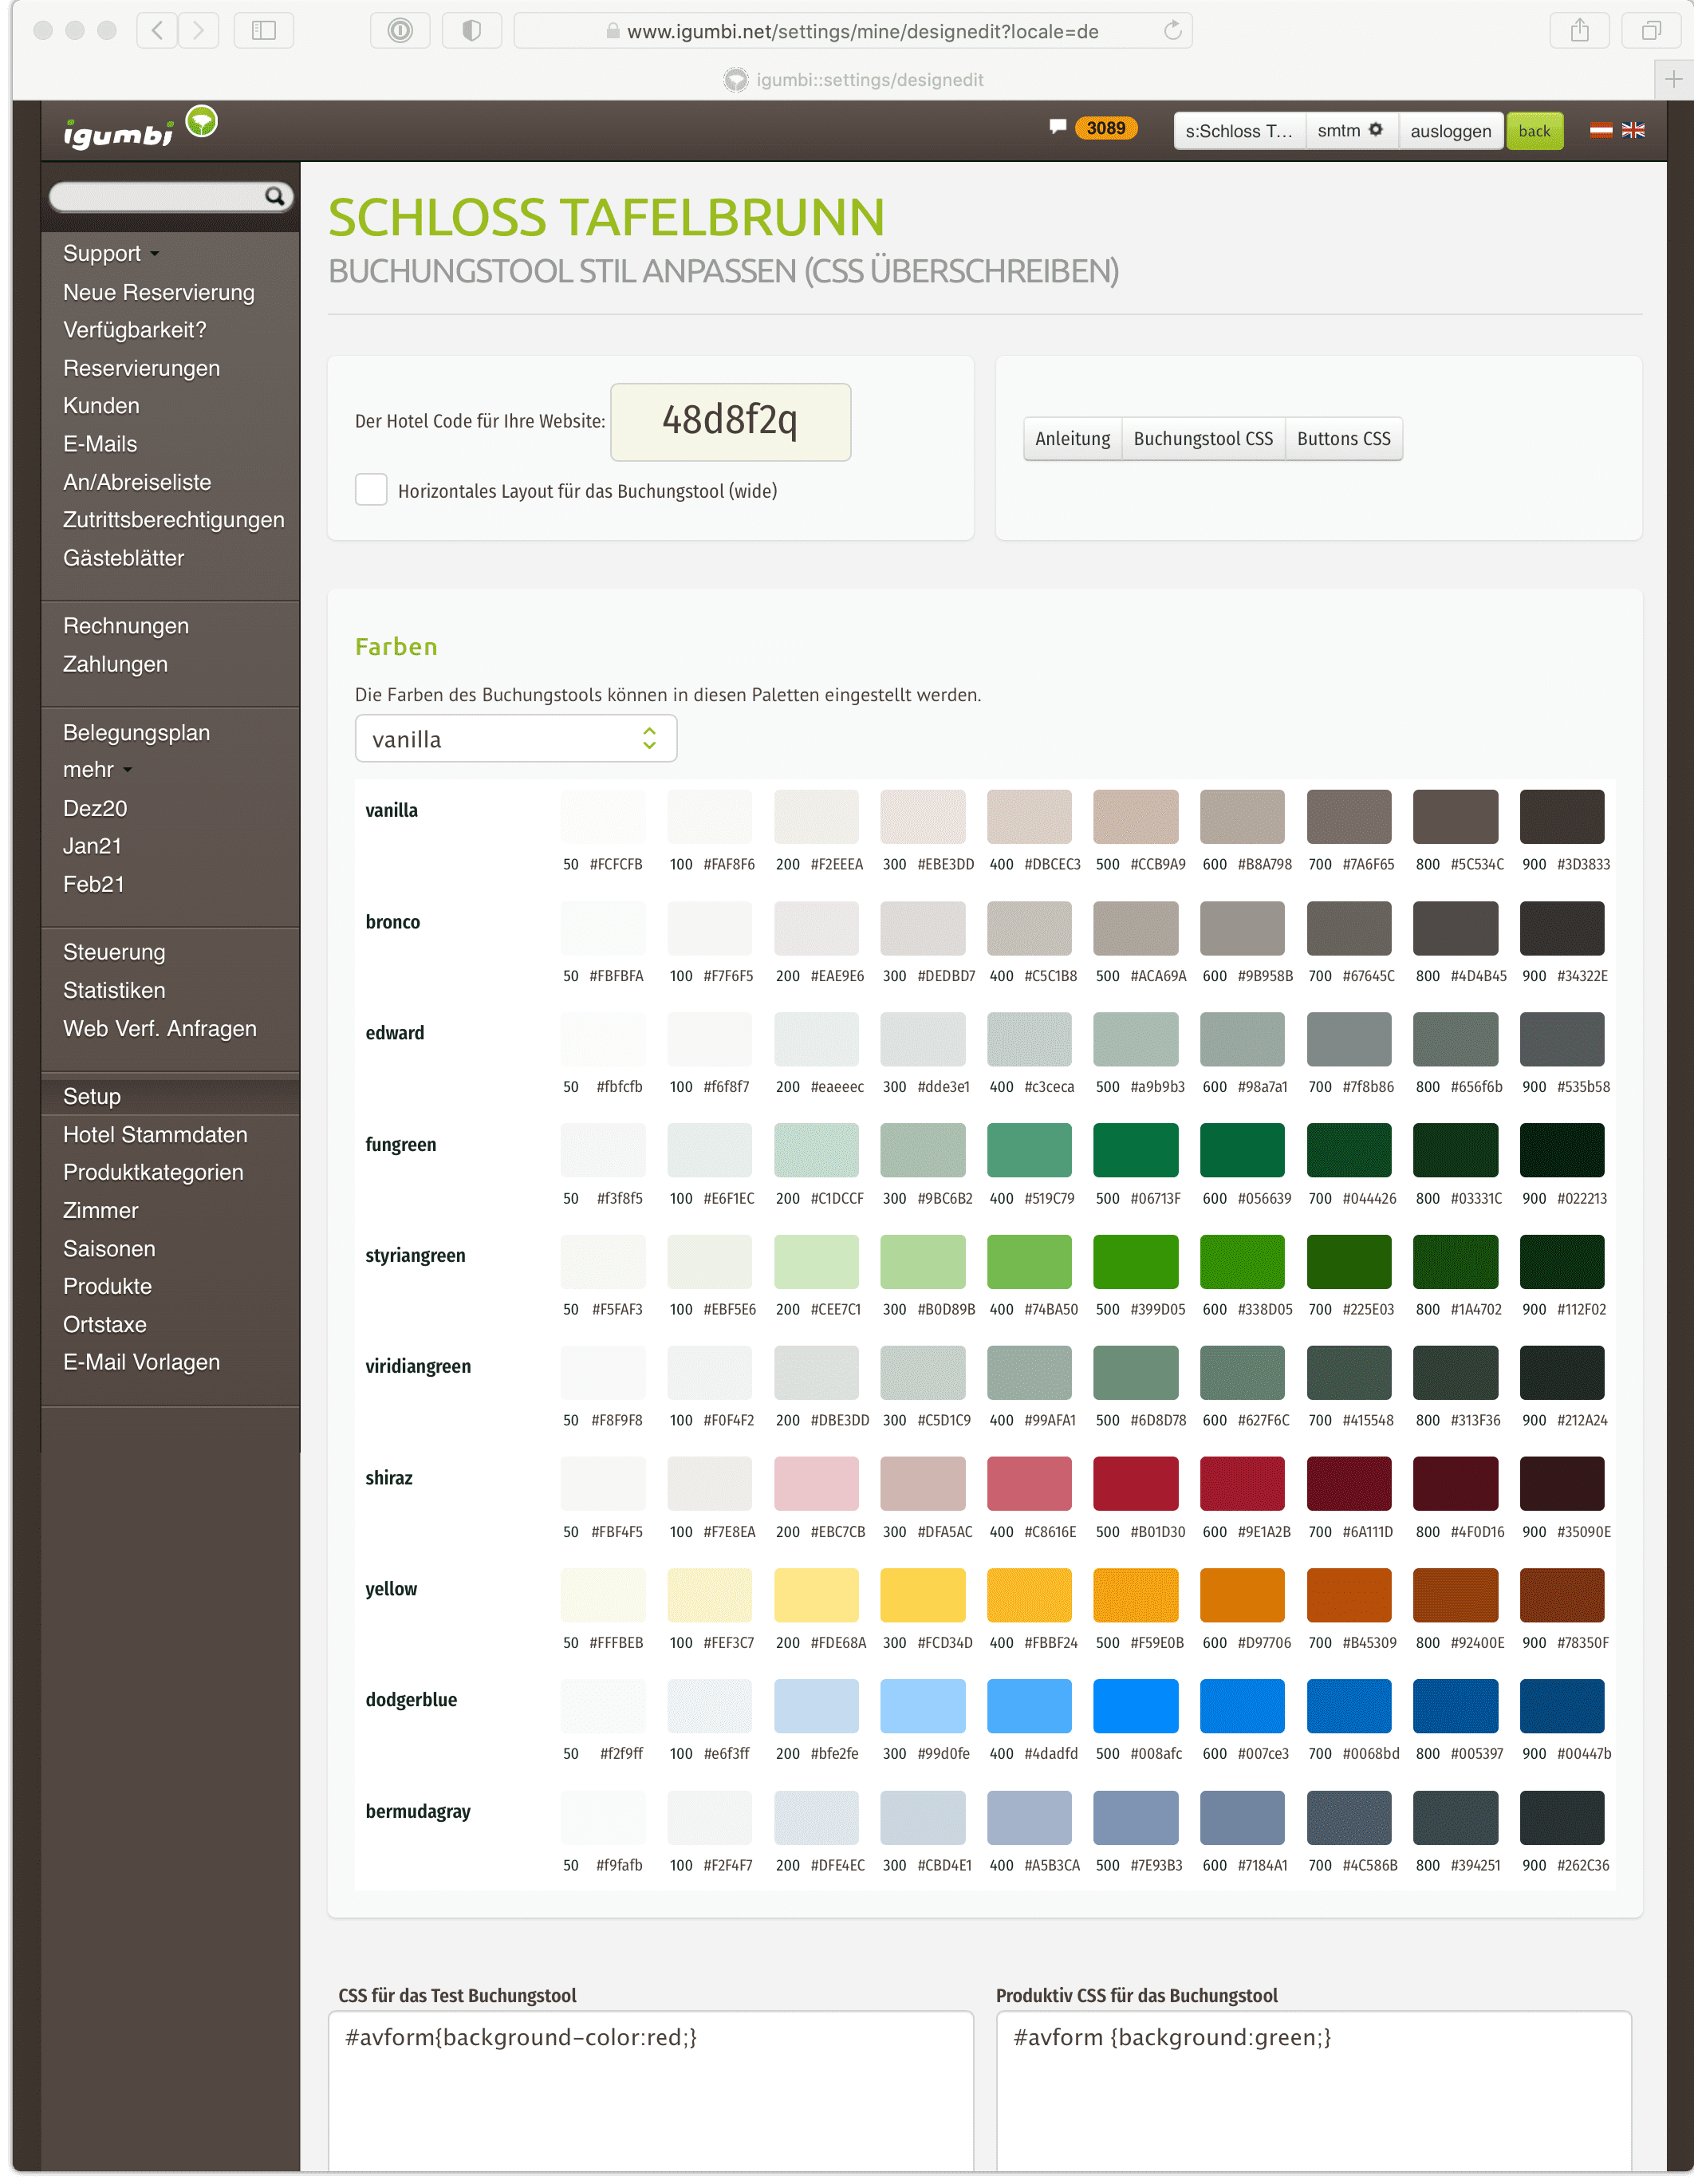 www.igumbi.net/settings/mine/designedit?locale=de
igumbi::settings/designedit
igumbi
3089
s:Schloss T... smtm ausloggen back
Support
Neue Reservierung
Verfügbarkeit?
Reservierungen
Kunden
E-Mails
An/Abreiseliste
Zutrittsberechtigungen
Gästeblätter
Rechnungen
Zahlungen
Belegungsplan
mehr
Dez20
Jan21
Feb21
Steuerung
Statistiken
Web Verf. Anfragen
Setup
Hotel Stammdaten
Produktkategorien
Zimmer
Saisonen
Produkte
Ortstaxe
E-Mail Vorlagen
SCHLOSS TAFELBRUNN
BUCHUNGSTOOL STIL ANPASSEN (CSS ÜBERSCHREIBEN)
Der Hotel Code für Ihre Website: 48d8f2q
Horizontales Layout für das Buchungstool (wide)
Anleitung Buchungstool CSS Buttons CSS
Farben
Die Farben des Buchungstools können in diesen Paletten eingestellt werden.
vanilla
vanilla
50 #FCFCFB 100 #FAF8F6 200 #F2EEEA 300 #EBE3DD 400 #DBCEC3 500 #CCB9A9 600 #B8A798 700 #7A6F65 800 #5C534C 900 #3D3833
bronco
50 #FBFBFA 100 #F7F6F5 200 #EAE9E6 300 #DEDBD7 400 #C5C1B8 500 #ACA69A 600 #9B958B 700 #67645C 800 #4D4B45 900 #34322E
edward
50 #fbfcfb 100 #f6f8f7 200 #eaeeec 300 #dde3e1 400 #c3ceca 500 #a9b9b3 600 #98a7a1 700 #7f8b86 800 #656f6b 900 #535b58
fungreen
50 #f3f8f5 100 #E6F1EC 200 #C1DCCF 300 #9BC6B2 400 #519C79 500 #06713F 600 #056639 700 #044426 800 #03331C 900 #022213
styriangreen
50 #F5FAF3 100 #EBF5E6 200 #CEE7C1 300 #B0D89B 400 #74BA50 500 #399D05 600 #338D05 700 #225E03 800 #1A4702 900 #112F02
viridiangreen
50 #F8F9F8 100 #F0F4F2 200 #DBE3DD 300 #C5D1C9 400 #99AFA1 500 #6D8D78 600 #627F6C 700 #415548 800 #313F36 900 #212A24
shiraz
50 #FBF4F5 100 #F7E8EA 200 #EBC7CB 300 #DFA5AC 400 #C8616E 500 #B01D30 600 #9E1A2B 700 #6A111D 800 #4F0D16 900 #35090E
yellow
50 #FFFBEB 100 #FEF3C7 200 #FDE68A 300 #FCD34D 400 #FBBF24 500 #F59E0B 600 #D97706 700 #B45309 800 #92400E 900 #78350F
dodgerblue
50 #f2f9ff 100 #e6f3ff 200 #bfe2fe 300 #99d0fe 400 #4dadfd 500 #008afc 600 #007ce3 700 #0068bd 800 #005397 900 #00447b
bermudagray
50 #f9fafb 100 #F2F4F7 200 #DFE4EC 300 #CBD4E1 400 #A5B3CA 500 #7E93B3 600 #7184A1 700 #4C586B 800 #394251 900 #262C36
CSS für das Test Buchungstool
#avform{background-color:red;}
Produktiv CSS für das Buchungstool
#avform {background:green;}